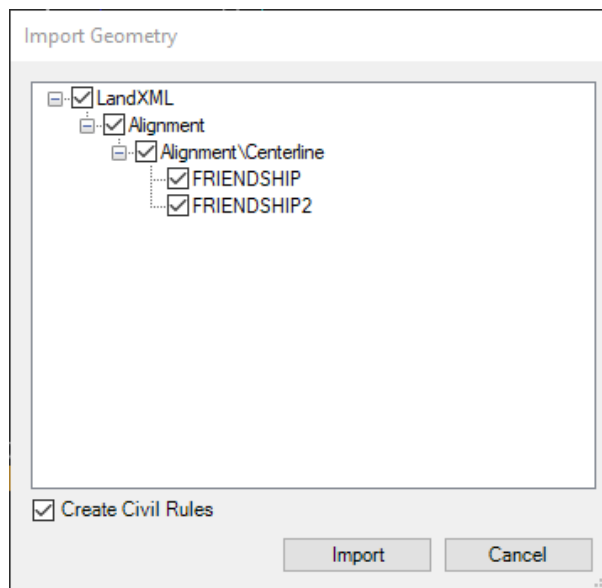 Import Geometry
LandXML
Alignment
Alignment\Centerline
FRIENDSHIP
FRIENDSHIP2
Create Civil Rules
Import Cancel